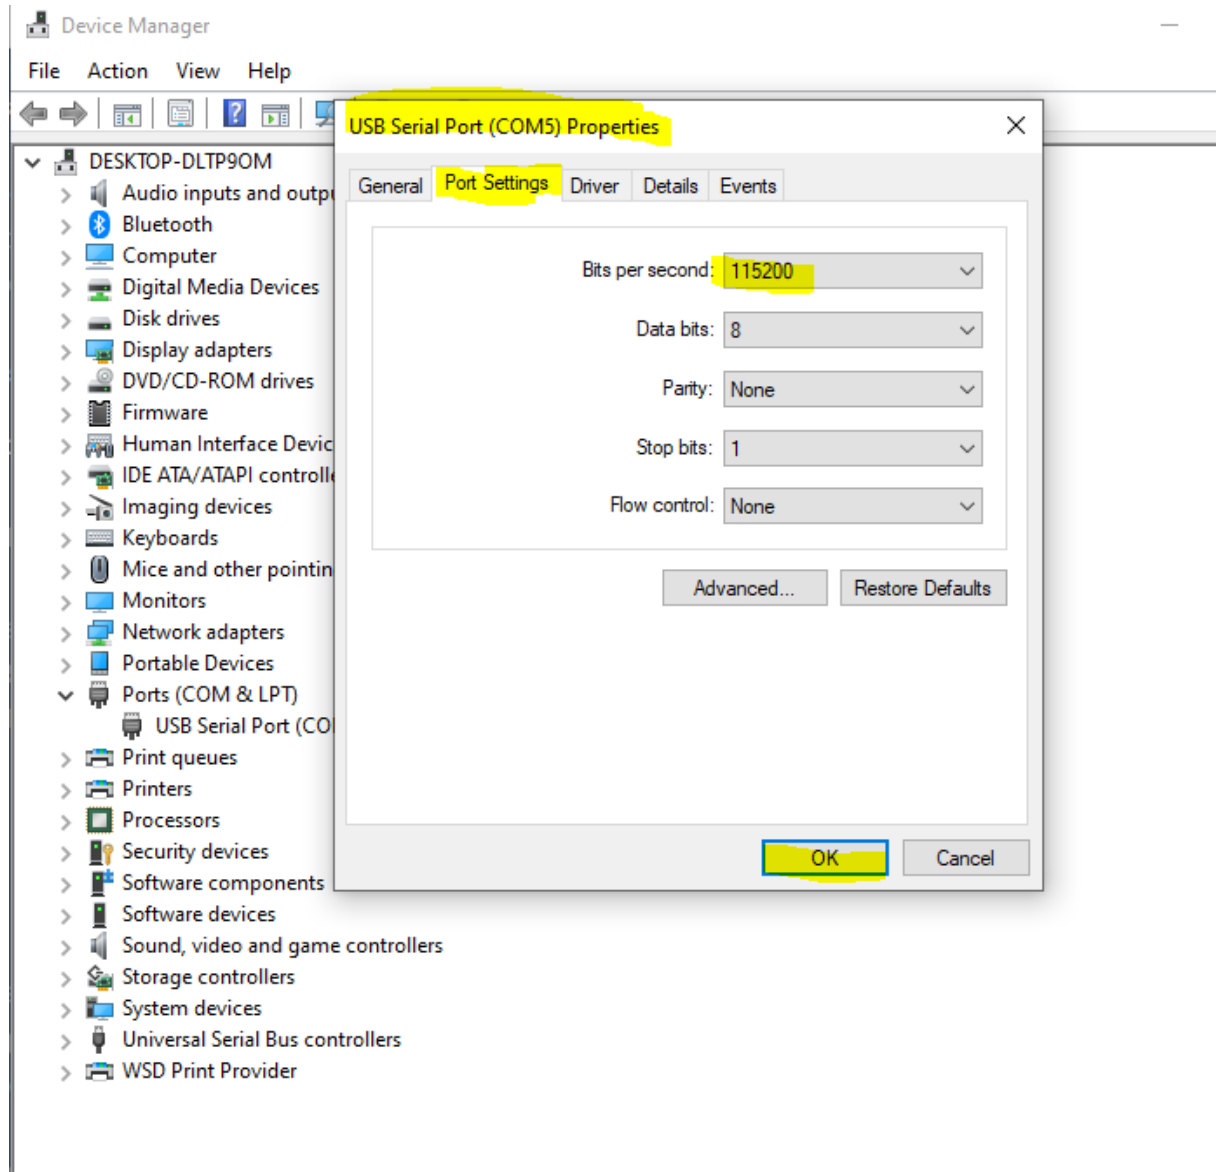 Device Manager
File Action View Help
USB Serial Port (COM5) Properties
General Port Settings Driver Details Events
Bits per second: 115200
Data bits: 8
Parity: None
Stop bits: 1
Flow control: None
Advanced... Restore Defaults
OK Cancel
DESKTOP-DLTP9OM
Audio inputs and outpu
Bluetooth
Computer
Digital Media Devices
Disk drives
Display adapters
DVD/CD-ROM drives
Firmware
Human Interface Devic
IDE ATA/ATAPI controlle
Imaging devices
Keyboards
Mice and other pointin
Monitors
Network adapters
Portable Devices
Ports (COM & LPT)
USB Serial Port (CO
Print queues
Printers
Processors
Security devices
Software components
Software devices
Sound, video and game controllers
Storage controllers
System devices
Universal Serial Bus controllers
WSD Print Provider